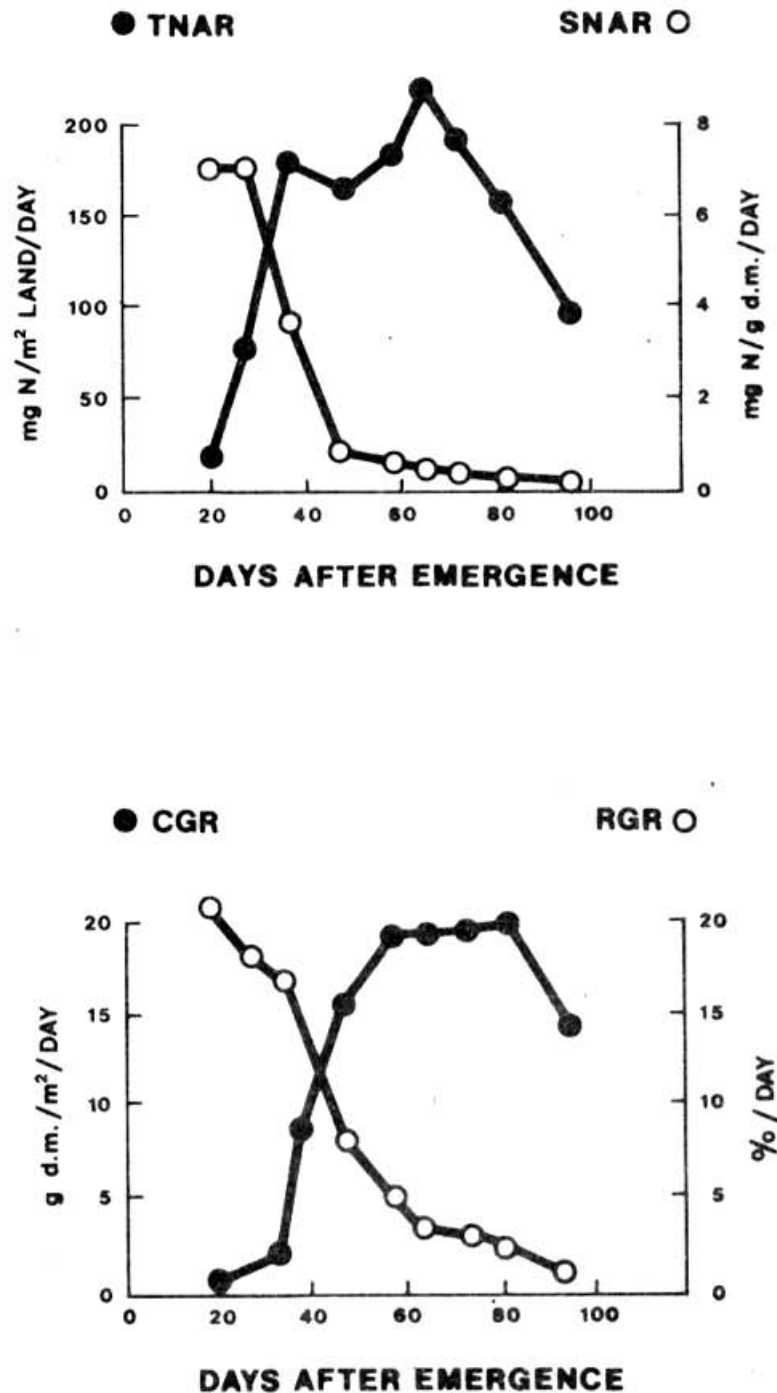 ● TNAR SNAR ○
200
150
100
50
0
mg N/m² LAND/DAY
8
6
4
2
0
mg N/g d.m./DAY
0 20 40 60 80 100
DAYS AFTER EMERGENCE
● CGR RGR ○
20
15
10
5
0
g d.m./m²/DAY
20
15
10
5
0
%/DAY
0 20 40 60 80 100
DAYS AFTER EMERGENCE